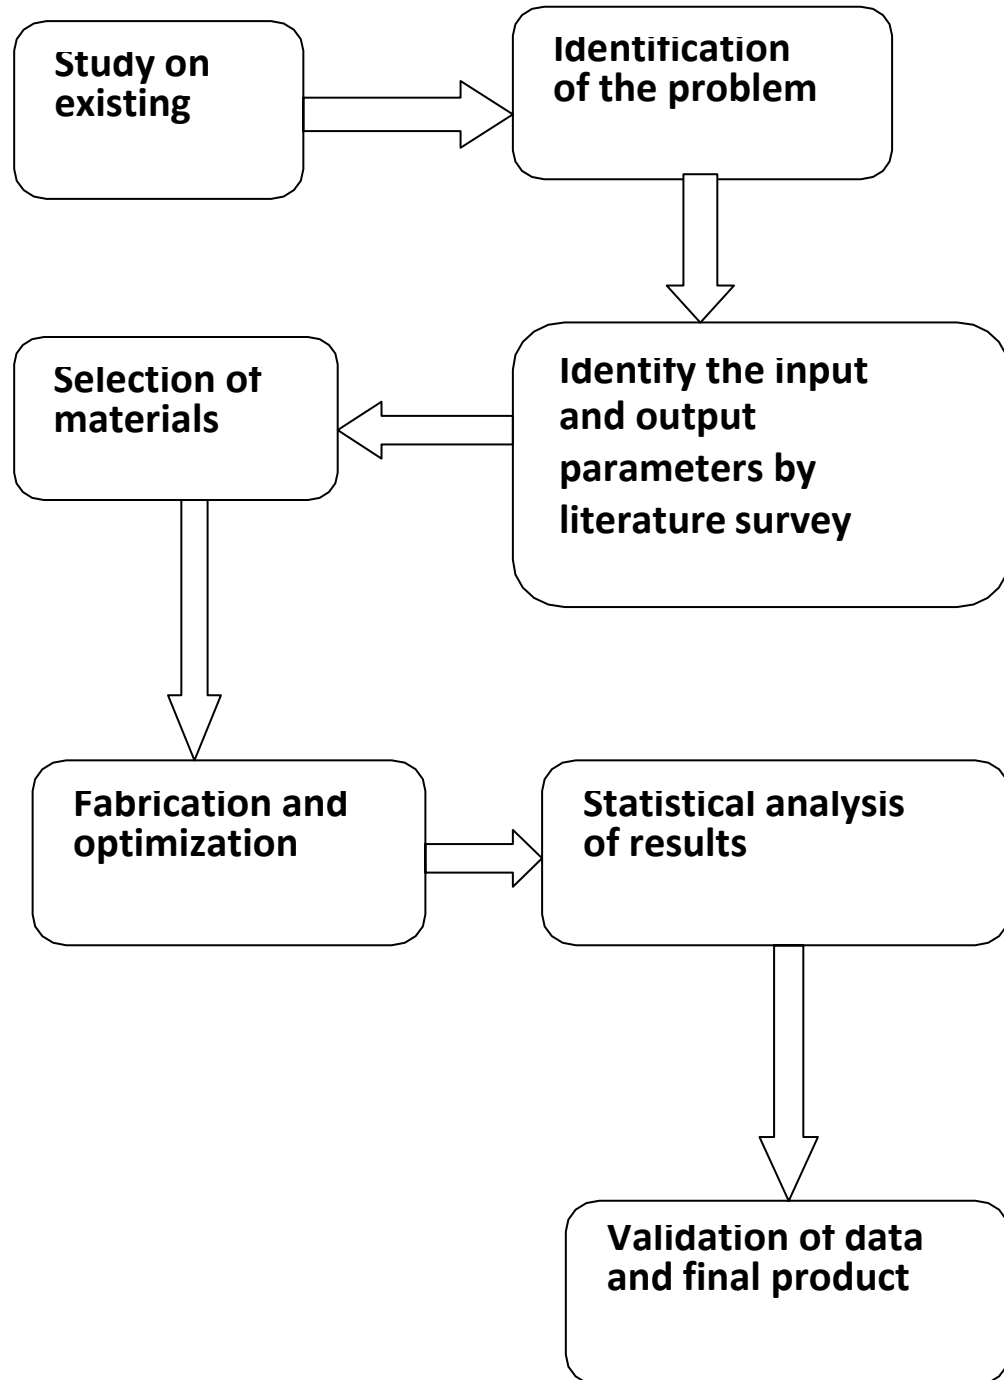 Study on
existing
Identification
of the problem
Identify the input
and output
parameters by
literature survey
Selection of
materials
Fabrication and
optimization
Statistical analysis
of results
Validation of data
and final product